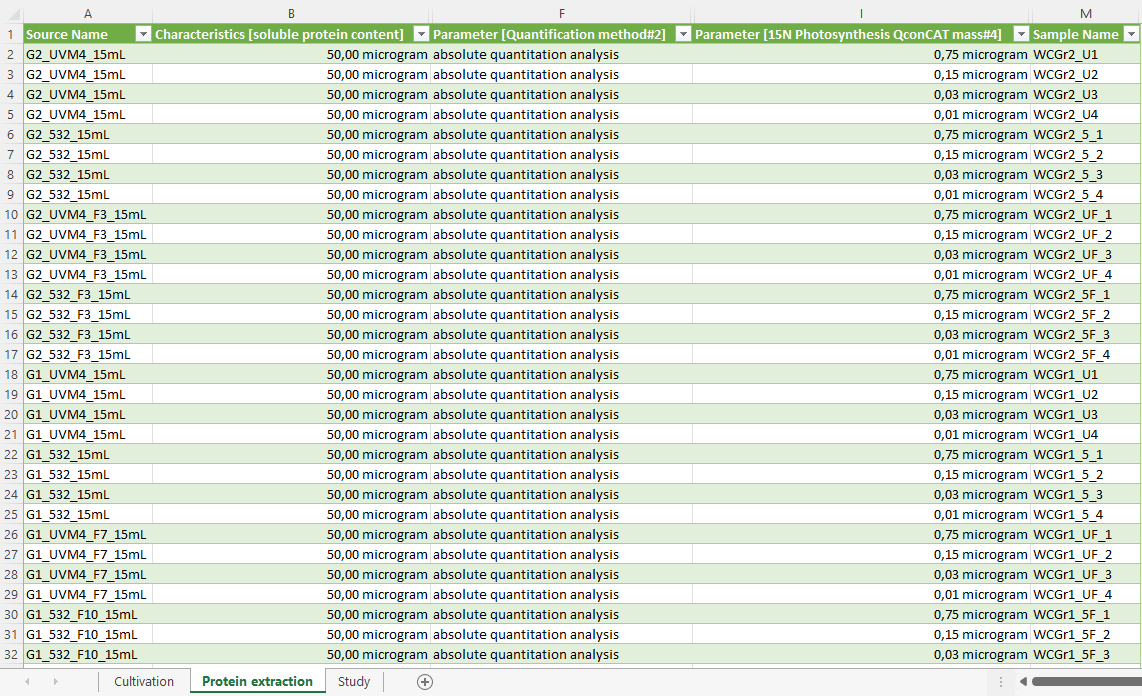 A B F I M
1 Source Name Characteristics [soluble protein content] Parameter [Quantification method#2] Parameter [15N Photosynthesis QconCAT mass#4] Sample Name
2 G2_UVM4_15mL 50,00 microgram absolute quantitation analysis 0,75 microgram WCGr2_U1
3 G2_UVM4_15mL 50,00 microgram absolute quantitation analysis 0,15 microgram WCGr2_U2
4 G2_UVM4_15mL 50,00 microgram absolute quantitation analysis 0,03 microgram WCGr2_U3
5 G2_UVM4_15mL 50,00 microgram absolute quantitation analysis 0,01 microgram WCGr2_U4
6 G2_532_15mL 50,00 microgram absolute quantitation analysis 0,75 microgram WCGr2_5_1
7 G2_532_15mL 50,00 microgram absolute quantitation analysis 0,15 microgram WCGr2_5_2
8 G2_532_15mL 50,00 microgram absolute quantitation analysis 0,03 microgram WCGr2_5_3
9 G2_532_15mL 50,00 microgram absolute quantitation analysis 0,01 microgram WCGr2_5_4
10 G2_UVM4_F3_15mL 50,00 microgram absolute quantitation analysis 0,75 microgram WCGr2_UF_1
11 G2_UVM4_F3_15mL 50,00 microgram absolute quantitation analysis 0,15 microgram WCGr2_UF_2
12 G2_UVM4_F3_15mL 50,00 microgram absolute quantitation analysis 0,03 microgram WCGr2_UF_3
13 G2_UVM4_F3_15mL 50,00 microgram absolute quantitation analysis 0,01 microgram WCGr2_UF_4
14 G2_532_F3_15mL 50,00 microgram absolute quantitation analysis 0,75 microgram WCGr2_5F_1
15 G2_532_F3_15mL 50,00 microgram absolute quantitation analysis 0,15 microgram WCGr2_5F_2
16 G2_532_F3_15mL 50,00 microgram absolute quantitation analysis 0,03 microgram WCGr2_5F_3
17 G2_532_F3_15mL 50,00 microgram absolute quantitation analysis 0,01 microgram WCGr2_5F_4
18 G1_UVM4_15mL 50,00 microgram absolute quantitation analysis 0,75 microgram WCGr1_U1
19 G1_UVM4_15mL 50,00 microgram absolute quantitation analysis 0,15 microgram WCGr1_U2
20 G1_UVM4_15mL 50,00 microgram absolute quantitation analysis 0,03 microgram WCGr1_U3
21 G1_UVM4_15mL 50,00 microgram absolute quantitation analysis 0,01 microgram WCGr1_U4
22 G1_532_15mL 50,00 microgram absolute quantitation analysis 0,75 microgram WCGr1_5_1
23 G1_532_15mL 50,00 microgram absolute quantitation analysis 0,15 microgram WCGr1_5_2
24 G1_532_15mL 50,00 microgram absolute quantitation analysis 0,03 microgram WCGr1_5_3
25 G1_532_15mL 50,00 microgram absolute quantitation analysis 0,01 microgram WCGr1_5_4
26 G1_UVM4_F7_15mL 50,00 microgram absolute quantitation analysis 0,75 microgram WCGr1_UF_1
27 G1_UVM4_F7_15mL 50,00 microgram absolute quantitation analysis 0,15 microgram WCGr1_UF_2
28 G1_UVM4_F7_15mL 50,00 microgram absolute quantitation analysis 0,03 microgram WCGr1_UF_3
29 G1_UVM4_F7_15mL 50,00 microgram absolute quantitation analysis 0,01 microgram WCGr1_UF_4
30 G1_532_F10_15mL 50,00 microgram absolute quantitation analysis 0,75 microgram WCGr1_5F_1
31 G1_532_F10_15mL 50,00 microgram absolute quantitation analysis 0,15 microgram WCGr1_5F_2
32 G1_532_F10_15mL 50,00 microgram absolute quantitation analysis 0,03 microgram WCGr1_5F_3
Cultivation Protein extraction Study